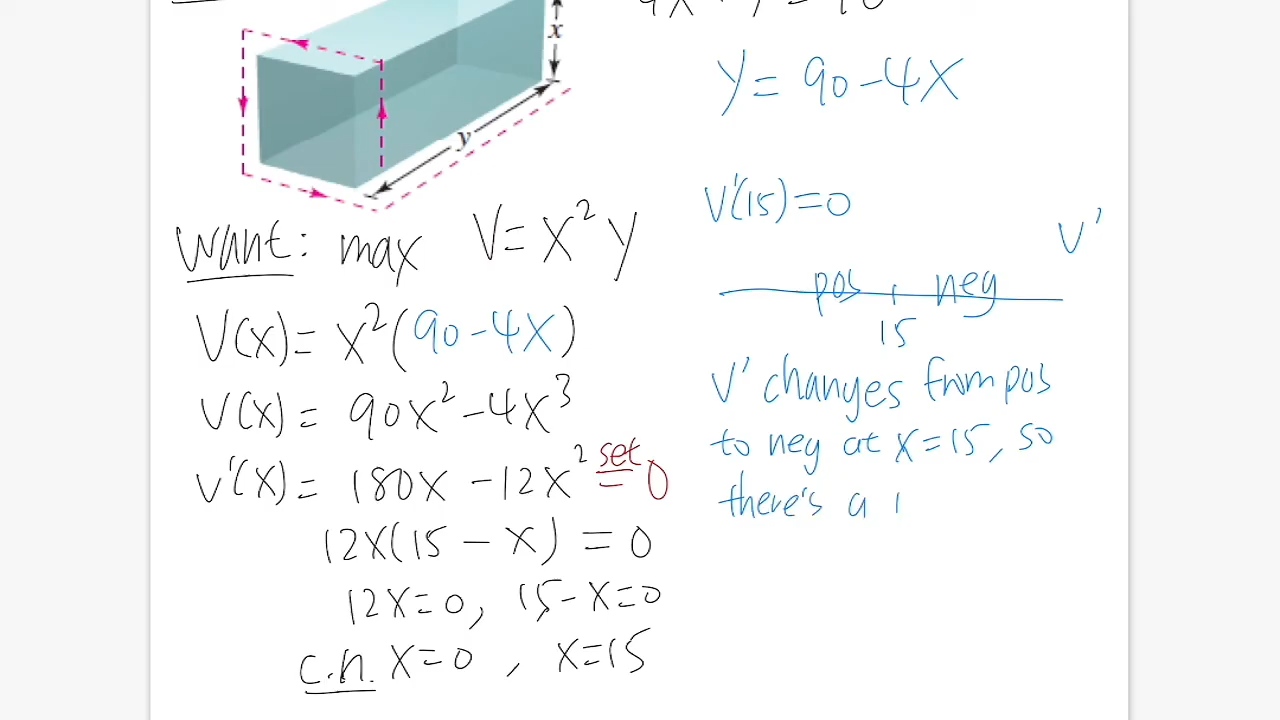 x
y
y = 90 - 4x
V'(15) = 0
want: max V = x² y
V'
pos neg
15
V(x) = x²(90 - 4x)
V(x) = 90x² - 4x³
V'(x) = 180x - 12x² set = 0
12x(15 - x) = 0
12x = 0, 15 - x = 0
c.n. x = 0, x = 15
V' changes from pos
to neg at x = 15, so
there's a